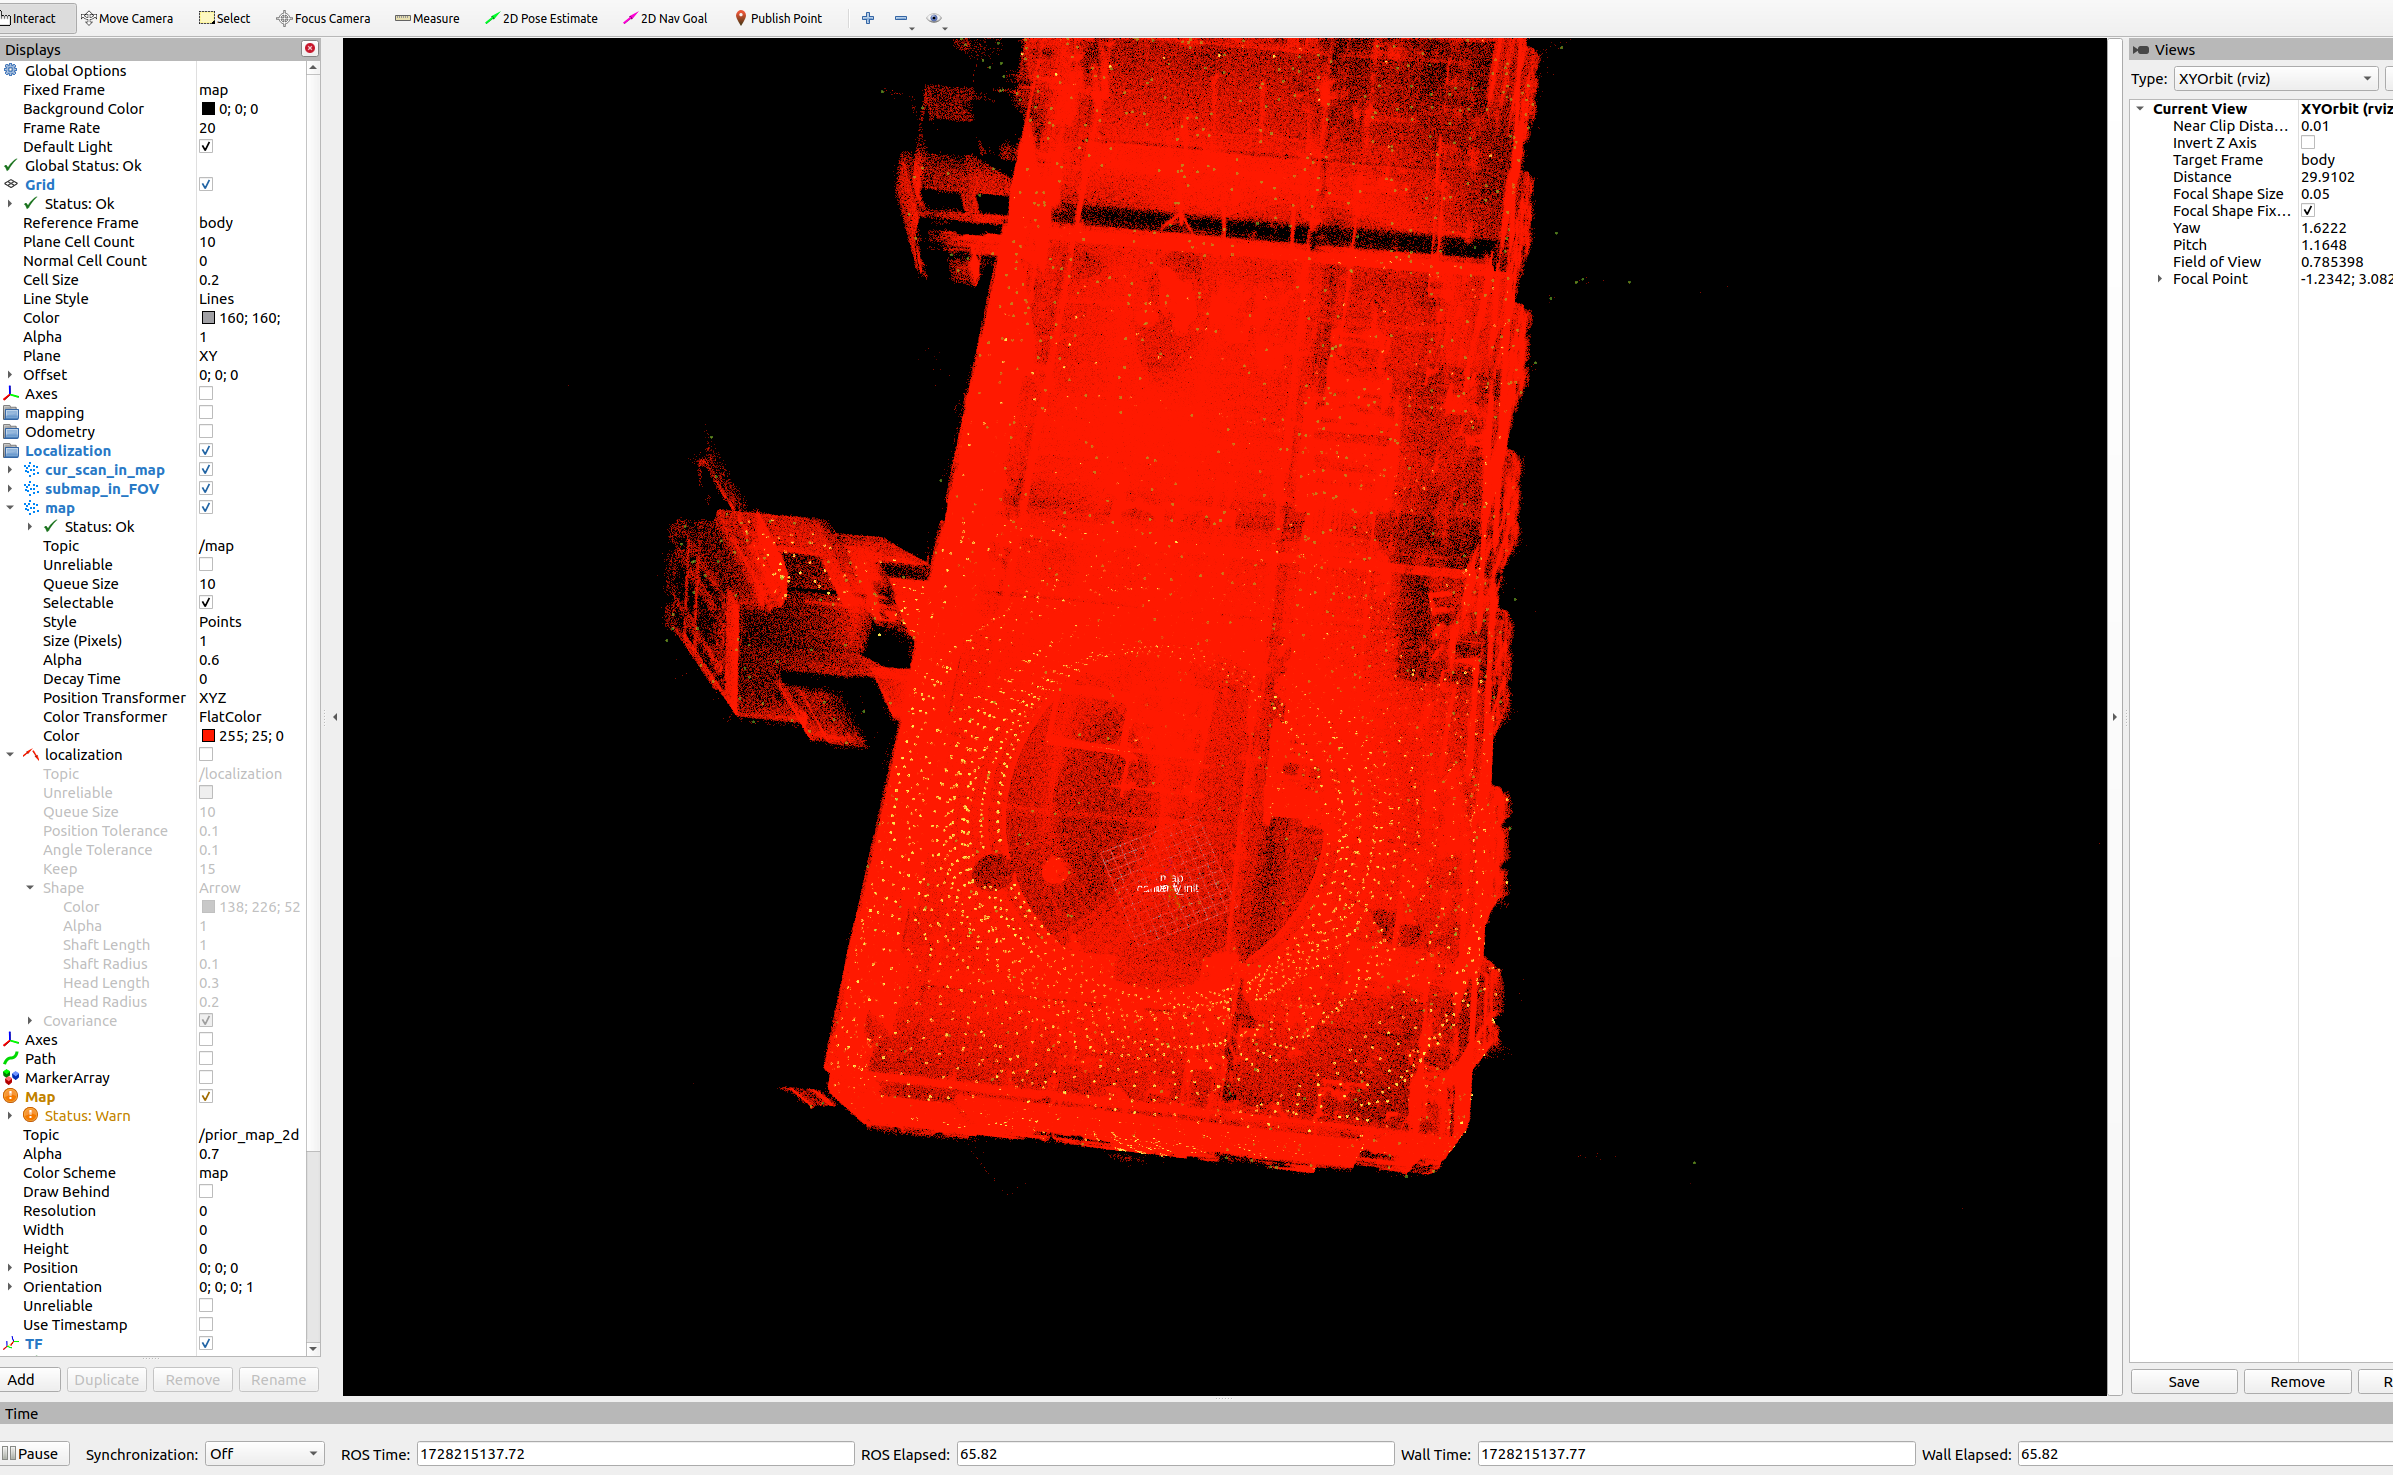 Interact Move Camera Select Focus Camera Measure 2D Pose Estimate 2D Nav Goal Publish Point
Displays
Global Options
Fixed Frame map
Background Color 0; 0; 0
Frame Rate 20
Default Light
Global Status: Ok
Grid
Status: Ok
Reference Frame body
Plane Cell Count 10
Normal Cell Count 0
Cell Size 0.2
Line Style Lines
Color 160; 160;
Alpha 1
Plane XY
Offset 0; 0; 0
Axes
mapping
Odometry
Localization
cur_scan_in_map
submap_in_FOV
map
Status: Ok
Topic /map
Unreliable
Queue Size 10
Selectable
Style Points
Size (Pixels) 1
Alpha 0.6
Decay Time 0
Position Transformer XYZ
Color Transformer FlatColor
Color 255; 25; 0
localization
Topic /localization
Unreliable
Queue Size 10
Position Tolerance 0.1
Angle Tolerance 0.1
Keep 15
Shape Arrow
Color 138; 226; 52
Alpha 1
Shaft Length 1
Shaft Radius 0.1
Head Length 0.3
Head Radius 0.2
Covariance
Axes
Path
MarkerArray
Map
Status: Warn
Topic /prior_map_2d
Alpha 0.7
Color Scheme map
Draw Behind
Resolution 0
Width 0
Height 0
Position 0; 0; 0
Orientation 0; 0; 0; 1
Unreliable
Use Timestamp
TF
Add Duplicate Remove Rename
map
Views
Type: XYOrbit (rviz)
Current View XYOrbit (rviz
Near Clip Dista... 0.01
Invert Z Axis
Target Frame body
Distance 29.9102
Focal Shape Size 0.05
Focal Shape Fix...
Yaw 1.6222
Pitch 1.1648
Field of View 0.785398
Focal Point -1.2342; 3.082
Save Remove R
Time
Pause Synchronization: Off ROS Time: 1728215137.72 ROS Elapsed: 65.82 Wall Time: 1728215137.77 Wall Elapsed: 65.82